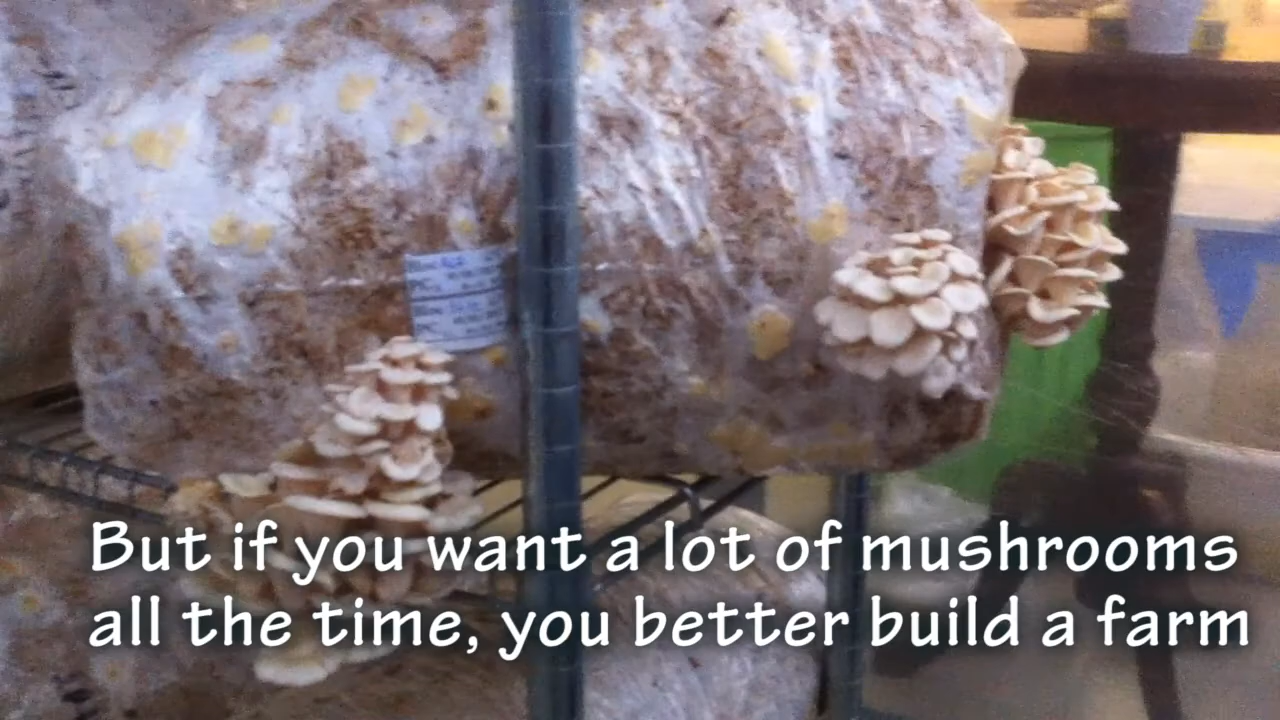 But if you want a lot of mushrooms
all the time, you better build a farm